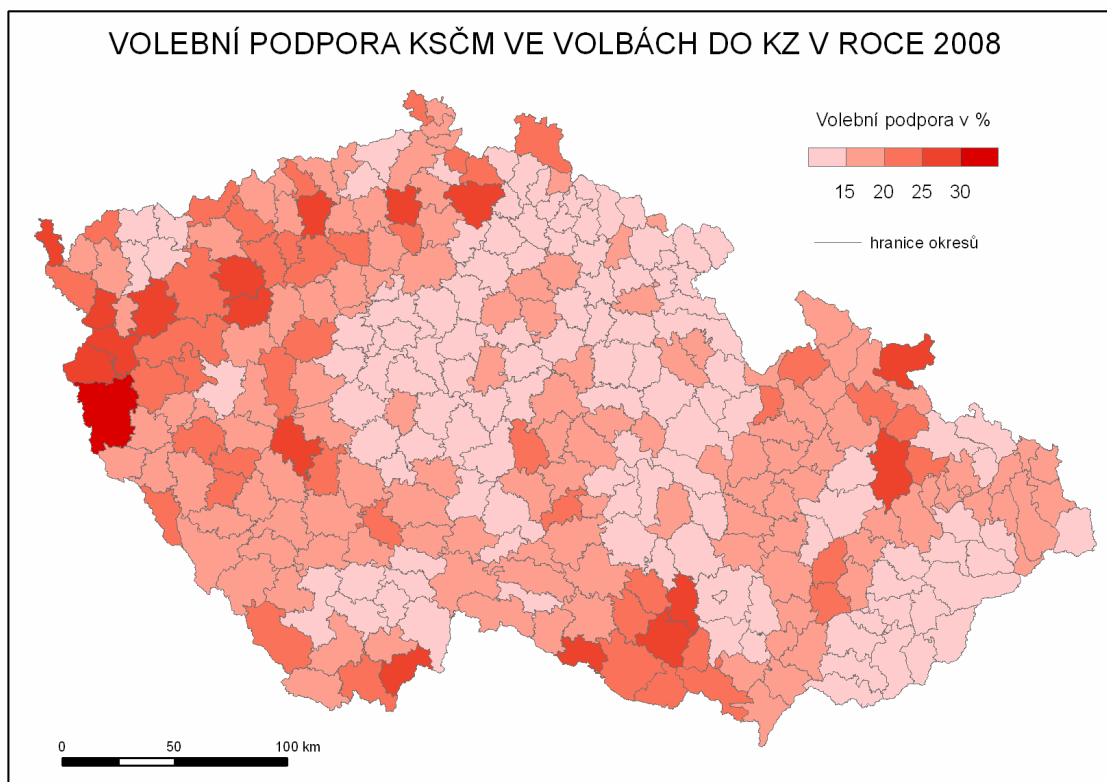 VOLEBNÍ PODPORA KSČM VE VOLBÁCH DO KZ V ROCE 2008
Volební podpora v %
15 20 25 30
hranice okresů
0 50 100 km